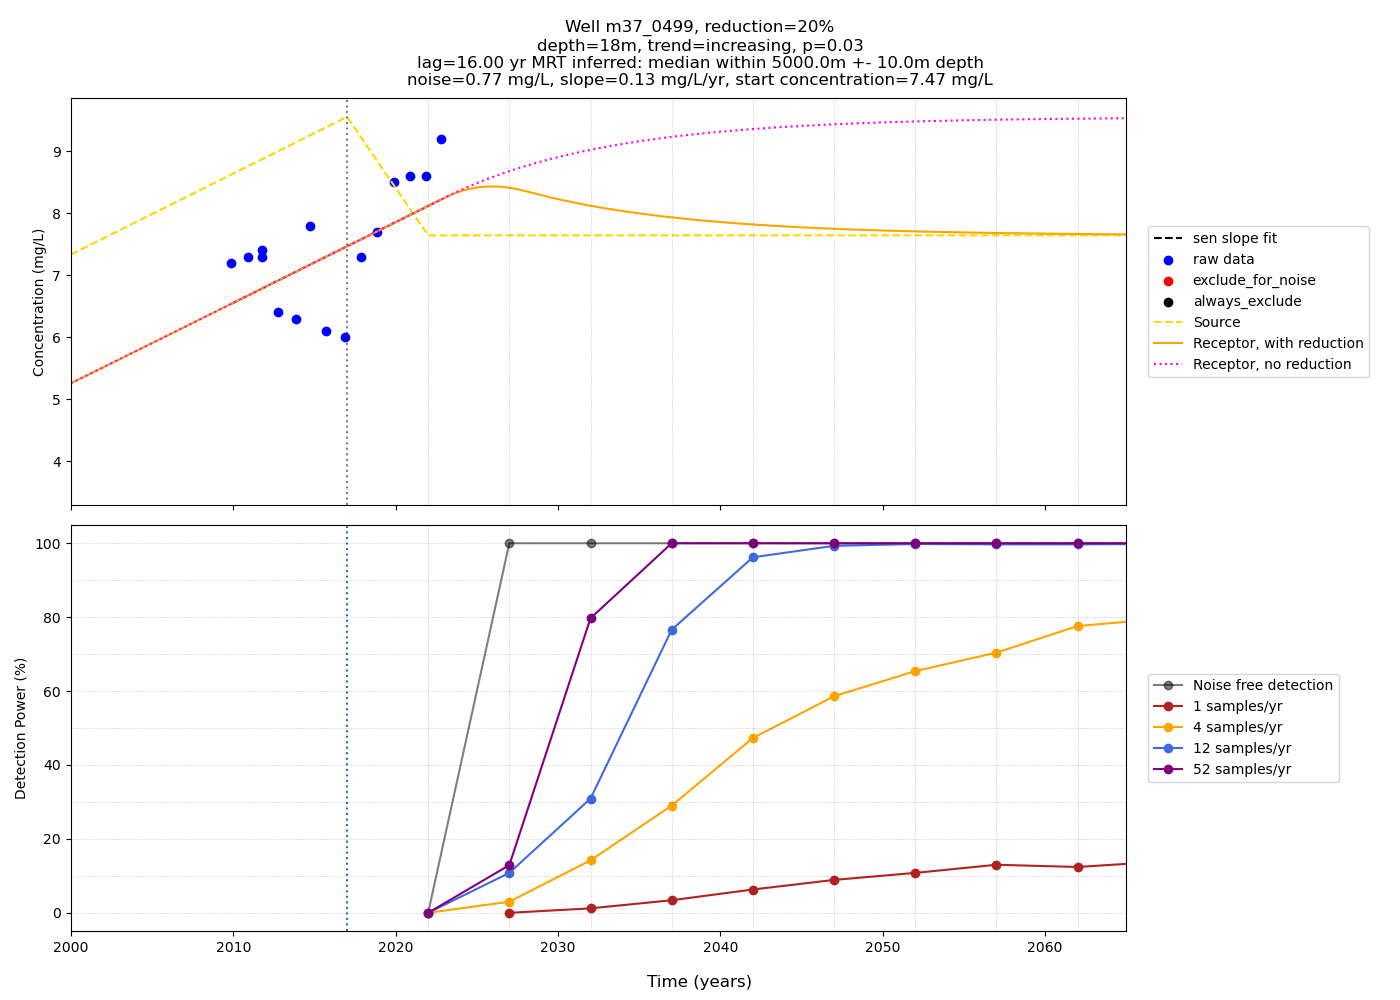 Well m37_0499, reduction=20%
depth=18m, trend=increasing, p=0.03
lag=16.00 yr MRT inferred: median within 5000.0m +- 10.0m depth
noise=0.77 mg/L, slope=0.13 mg/L/yr, start concentration=7.47 mg/L
Concentration (mg/L)
9
8
7
6
5
4
sen slope fit
raw data
exclude_for_noise
always_exclude
Source
Receptor, with reduction
Receptor, no reduction
Detection Power (%)
100
80
60
40
20
0
Noise free detection
1 samples/yr
4 samples/yr
12 samples/yr
52 samples/yr
2000 2010 2020 2030 2040 2050 2060
Time (years)